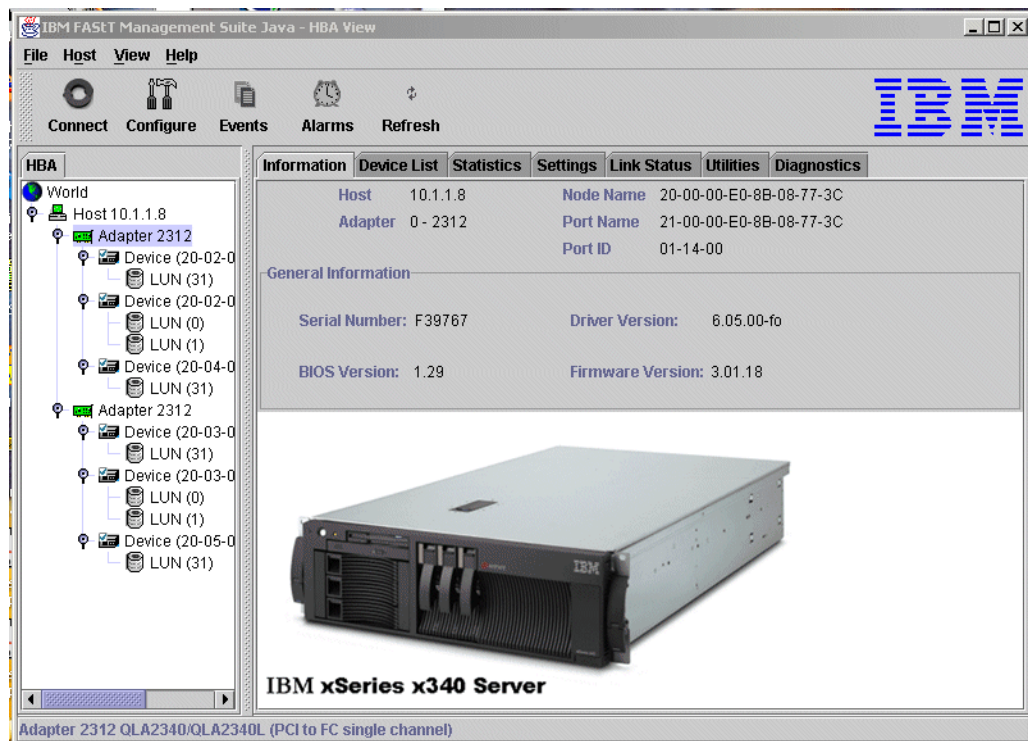 IBM FAStT Management Suite Java - HBA View
File Host View Help
Connect Configure Events Alarms Refresh
IBM
HBA
Information Device List Statistics Settings Link Status Utilities Diagnostics
World
Host 10.1.1.8
Adapter 2312
Device (20-02-0
LUN (31)
Device (20-02-0
LUN (0)
LUN (1)
Device (20-04-0
LUN (31)
Adapter 2312
Device (20-03-0
LUN (31)
Device (20-03-0
LUN (0)
LUN (1)
Device (20-05-0
LUN (31)
Host 10.1.1.8 Node Name 20-00-00-E0-8B-08-77-3C
Adapter 0 - 2312 Port Name 21-00-00-E0-8B-08-77-3C
Port ID 01-14-00
General Information
Serial Number: F39767 Driver Version: 6.05.00-fo
BIOS Version: 1.29 Firmware Version: 3.01.18
IBM
IBM xSeries x340 Server
Adapter 2312 QLA2340/QLA2340L (PCI to FC single channel)